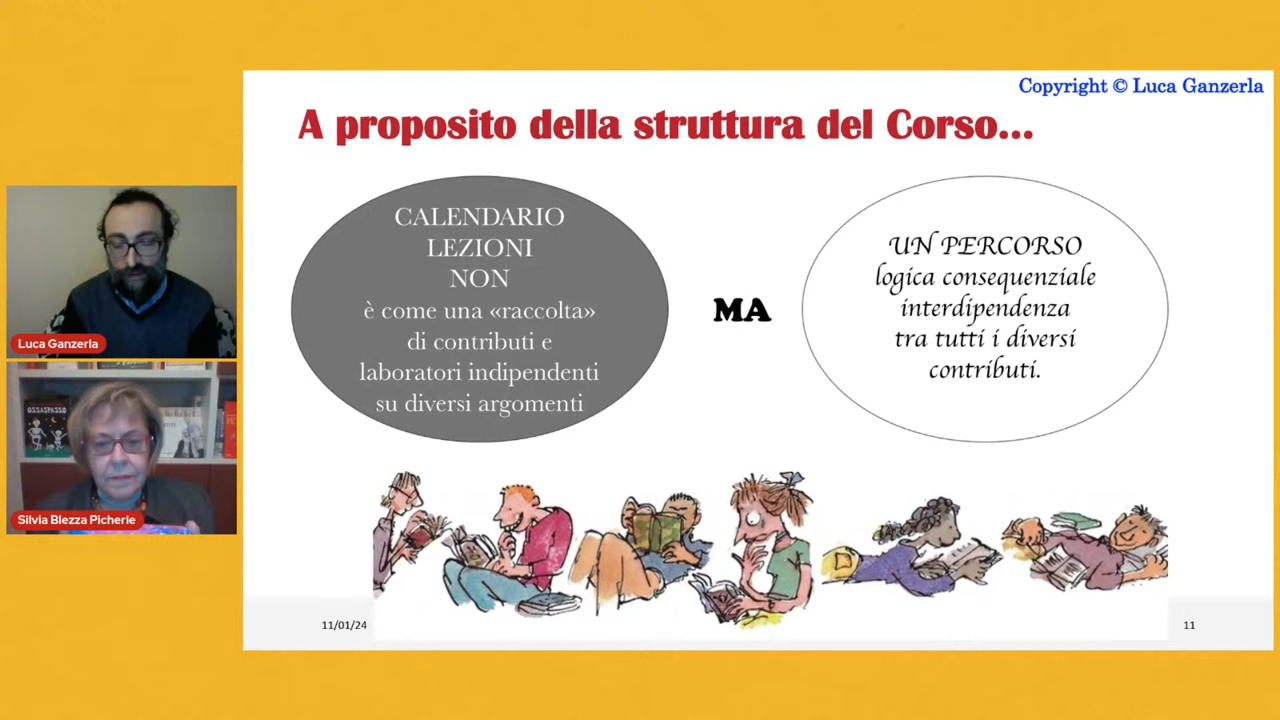 Copyright © Luca Ganzerla
A proposito della struttura del Corso...
CALENDARIO
LEZIONI
NON
è come una «raccolta»
di contributi e
laboratori indipendenti
su diversi argomenti
MA
UN PERCORSO
logica consequenziale
interdipendenza
tra tutti i diversi
contributi.
Luca Ganzerla
OSSASPASSO
Silvia Blezza Picherle
11/01/24
11